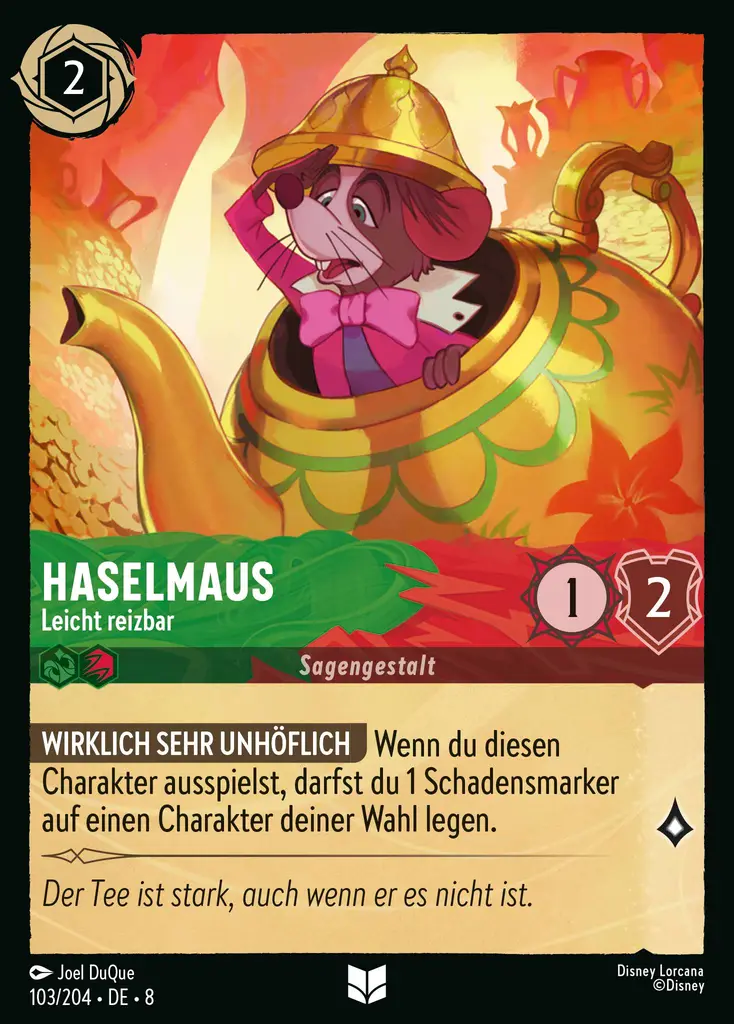 2
HASELMAUS
Leicht reizbar
1
2
Sagengestalt
WIRKLICH SEHR UNHÖFLICH Wenn du diesen
Charakter ausspielst, darfst du 1 Schadensmarker
auf einen Charakter deiner Wahl legen.
Der Tee ist stark, auch wenn er es nicht ist.
Joel DuQue
103/204 • DE • 8
Disney Lorcana
©Disney